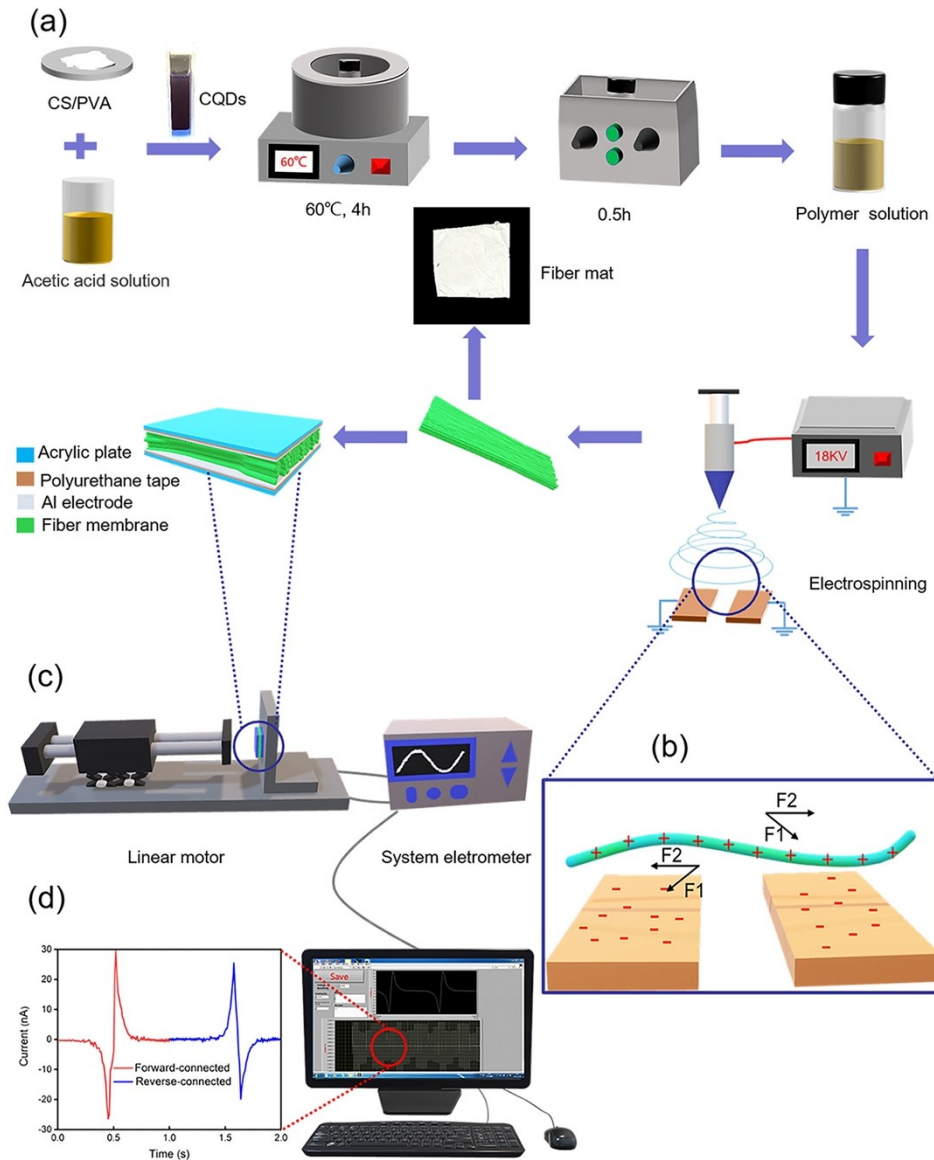 (a)
CS/PVA
CQDs
60℃
60℃, 4h
0.5h
Polymer solution
Acetic acid solution
Fiber mat
Acrylic plate
Polyurethane tape
Al electrode
Fiber membrane
18KV
Electrospinning
(c)
Linear motor
System eletrometer
(b)
F2
F1
F2
F1
(d)
Current (nA)
30
20
10
0
-10
-20
-30
Forward-connected
Reverse-connected
0.0 0.5 1.0 1.5 2.0
Time (s)
Save